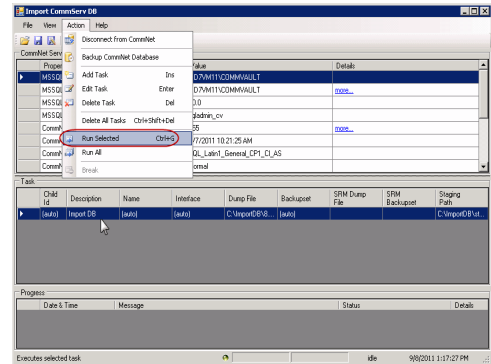 Import CommServ DB
File View Action Help
Disconnect from CommNet
Backup CommNet Database
Add Task Ins
Edit Task Enter
Delete Task Del
Delete All Tasks Ctrl+Shift+Del
Run Selected Ctrl+G
Run All
Break
CommNet Serv
Proper alue Details
MSSQL D7VM11\COMMVAULT
MSSQL D7VM11\COMMVAULT more...
MSSQL 0.0
MSSQL qladmin_cv
CommN 65 more...
CommN /7/2011 10:21:25 AM
CommN QL_Latin1_General_CP1_CI_AS
CommN ormal
Task
Child Id Description Name Interface Dump File Backupset SRM Dump File SRM Backupset Staging Path
(auto) Import DB (auto) (auto) C:\ImportDB\8... (auto) C:\ImportDB\st...
Progress
Date & Time Message Status Details
Executes selected task idle 9/8/2011 1:17:27 PM